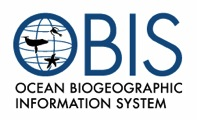 OBIS
OCEAN BIOGEOGRAPHIC
INFORMATION SYSTEM